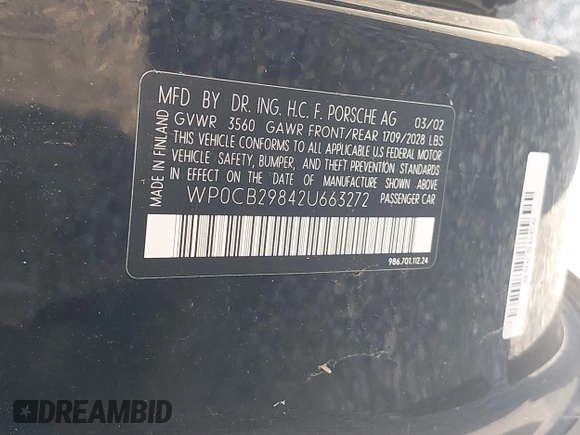 MFD BY DR. ING. H.C. F. PORSCHE AG 03/02
GVWR 3560 GAWR FRONT/REAR 1709/2028 LBS
THIS VEHICLE CONFORMS TO ALL APPLICABLE U.S FEDERAL MOTOR
VEHICLE SAFETY, BUMPER, AND THEFT PREVENTION STANDARDS
IN EFFECT ON THE DATE OF MANUFACTURE SHOWN ABOVE
WP0CB29842U663272 PASSENGER CAR
MADE IN FINLAND
986.701.112.24
DREAMBID